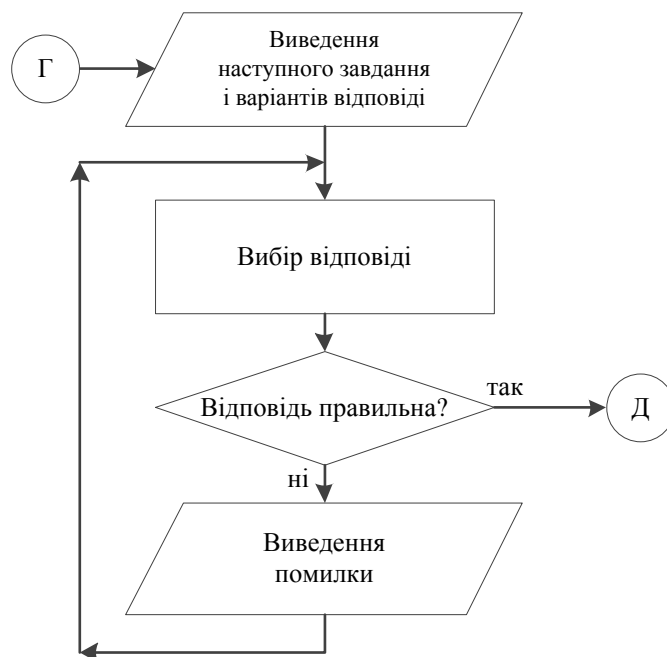 Г
Виведення
наступного завдання
і варіантів відповіді
Вибір відповіді
Відповідь правильна?
так
Д
ні
Виведення
помилки